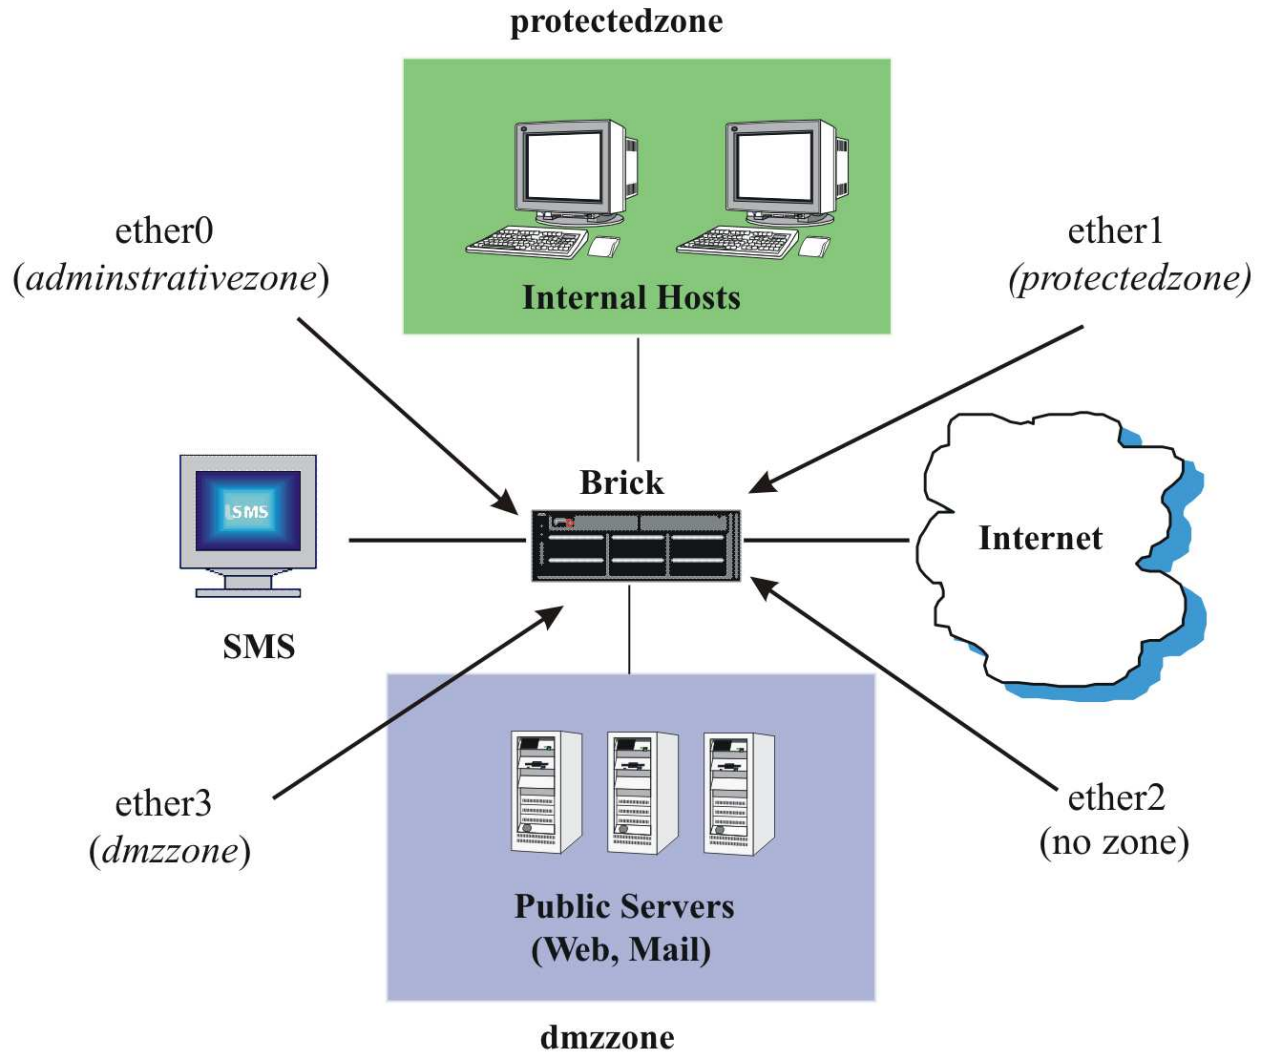 protectedzone
ether0
(adminstrativezone)
ether1
(protectedzone)
Internal Hosts
Brick
SMS
Internet
SMS
ether3
(dmzzone)
ether2
(no zone)
Public Servers
(Web, Mail)
dmzzone